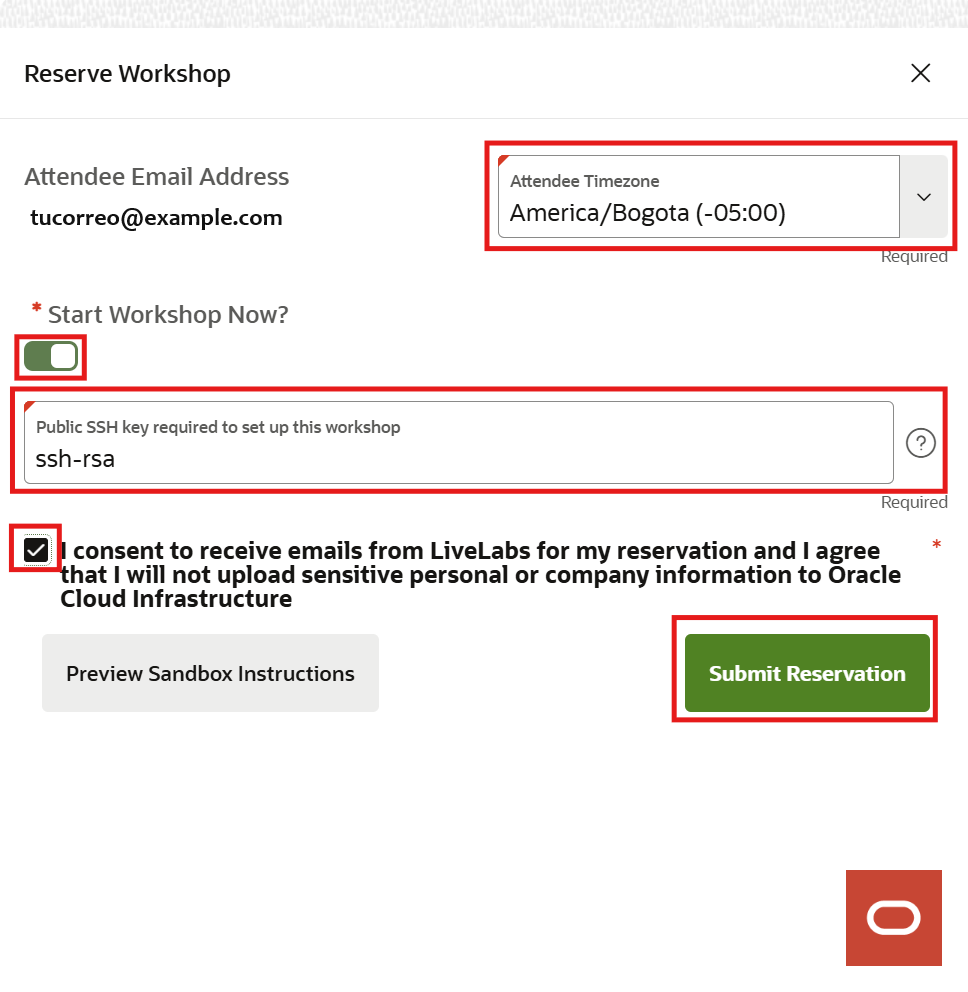 Reserve Workshop
Attendee Email Address
tucorreo@example.com
Attendee Timezone
America/Bogota (-05:00)
Required
* Start Workshop Now?
Public SSH key required to set up this workshop
ssh-rsa
?
Required
I consent to receive emails from LiveLabs for my reservation and I agree *
that I will not upload sensitive personal or company information to Oracle
Cloud Infrastructure
Preview Sandbox Instructions
Submit Reservation